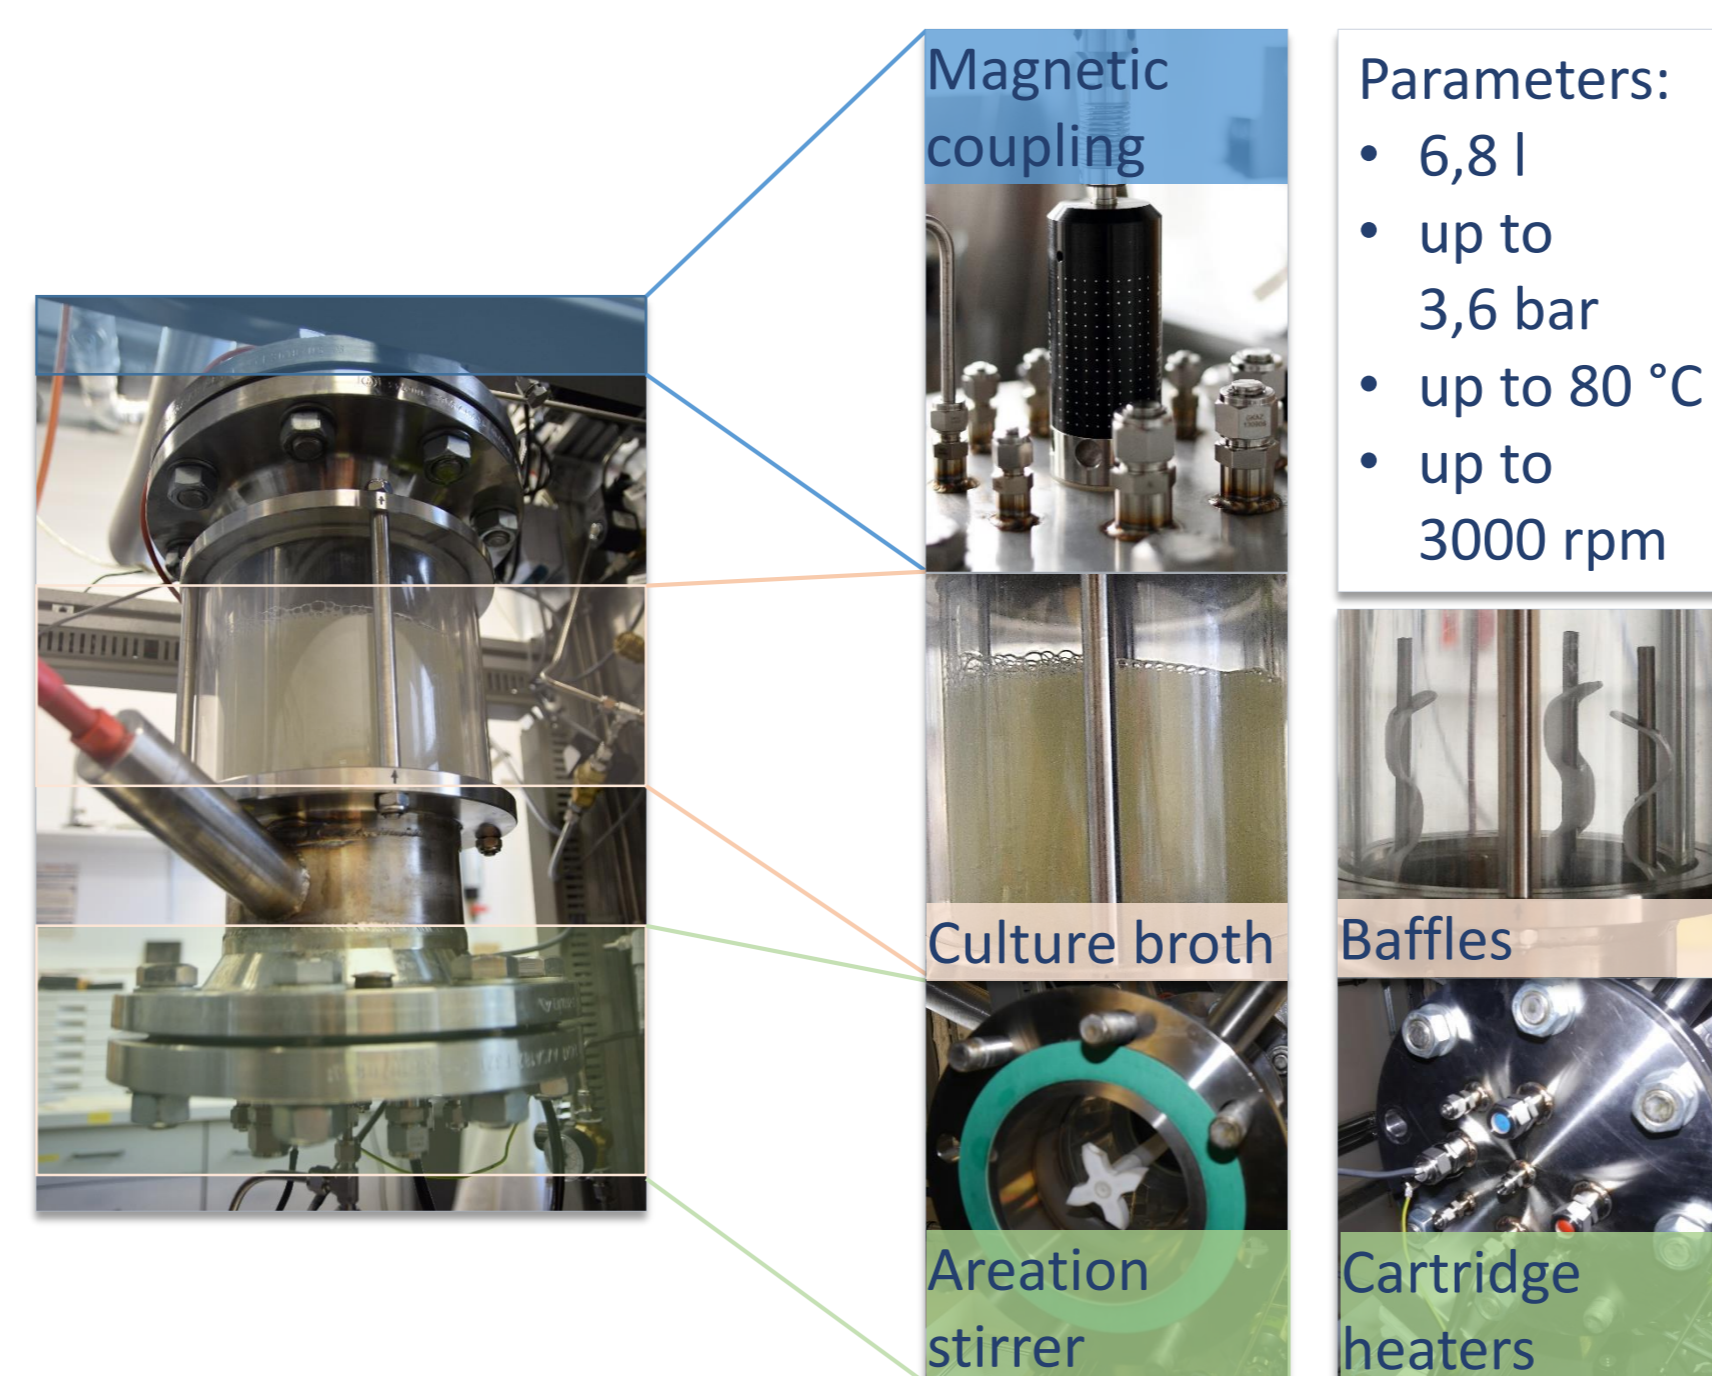 Magnetic
coupling
Parameters:
• 6,8 l
• up to
3,6 bar
• up to 80 °C
• up to
3000 rpm
Culture broth
Baffles
Areation
stirrer
Cartridge
heaters